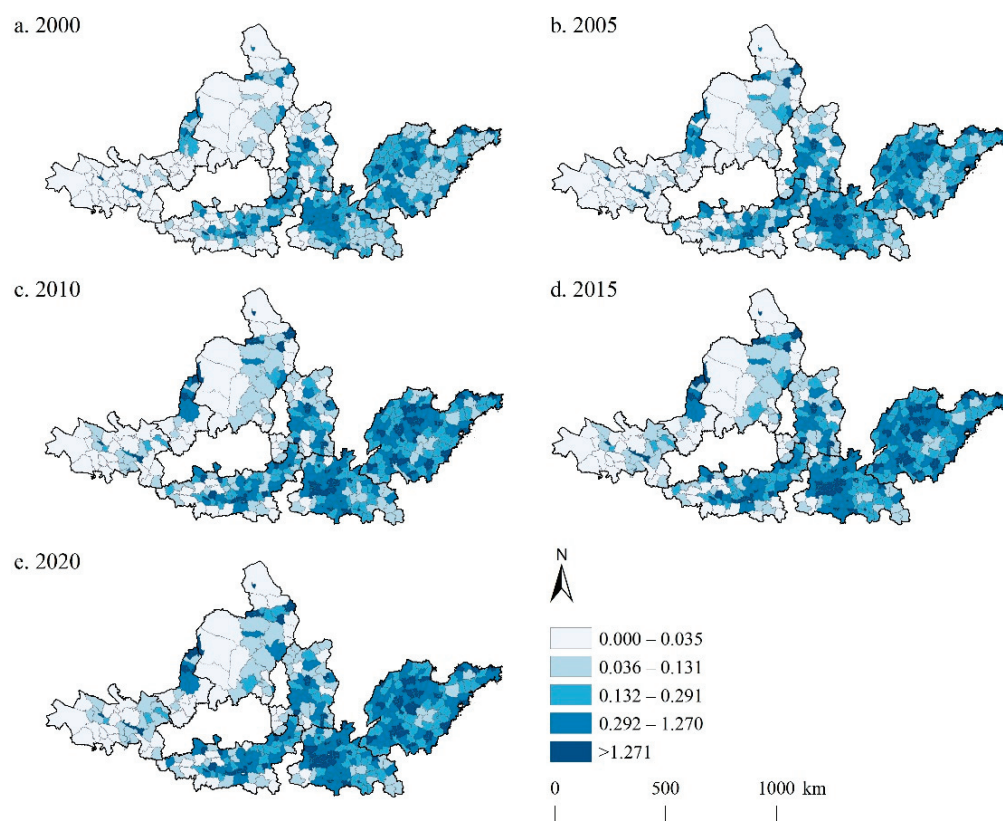 a. 2000
b. 2005
c. 2010
d. 2015
e. 2020
N
0.000 – 0.035
0.036 – 0.131
0.132 – 0.291
0.292 – 1.270
>1.271
0 500 1000 km